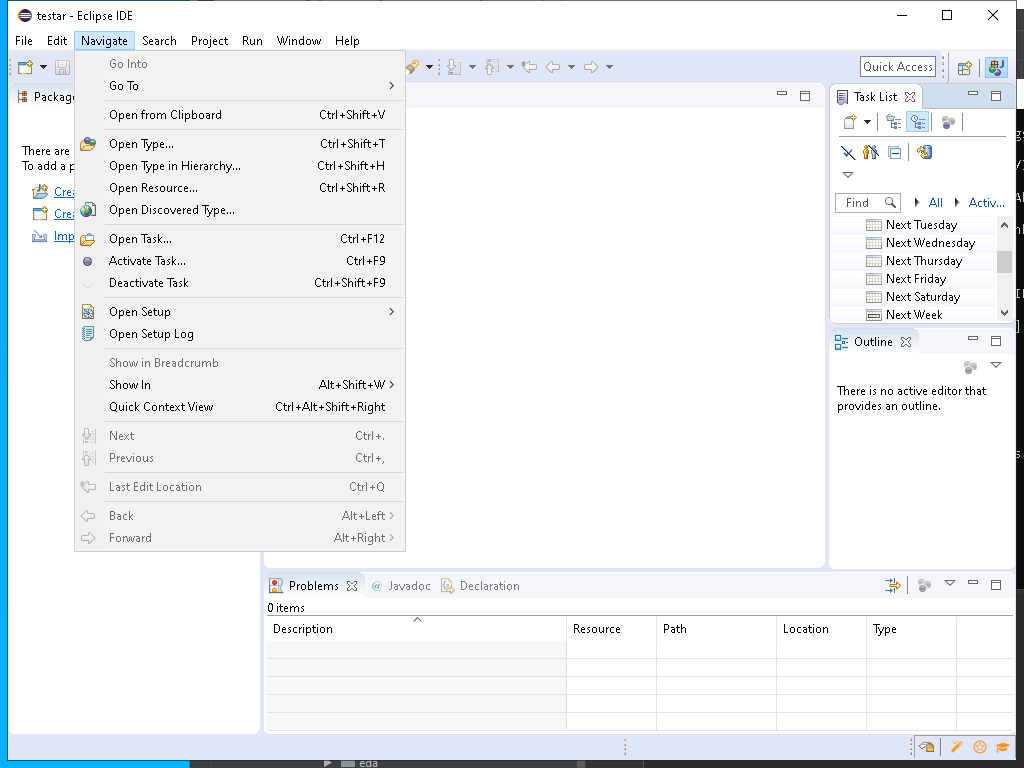 testar - Eclipse IDE
File Edit Navigate Search Project Run Window Help
Quick Access
Package
There are
To add a p
Crea
Crea
Imp
Go Into
Go To
Open from Clipboard Ctrl+Shift+V
Open Type... Ctrl+Shift+T
Open Type in Hierarchy... Ctrl+Shift+H
Open Resource... Ctrl+Shift+R
Open Discovered Type...
Open Task... Ctrl+F12
Activate Task... Ctrl+F9
Deactivate Task Ctrl+Shift+F9
Open Setup
Open Setup Log
Show in Breadcrumb
Show In Alt+Shift+W
Quick Context View Ctrl+Alt+Shift+Right
Next Ctrl+.
Previous Ctrl+,
Last Edit Location Ctrl+Q
Back Alt+Left
Forward Alt+Right
Task List
Find All Activ...
Next Tuesday
Next Wednesday
Next Thursday
Next Friday
Next Saturday
Next Week
Outline
There is no active editor that
provides an outline.
Problems @ Javadoc Declaration
0 items
Description Resource Path Location Type
eda